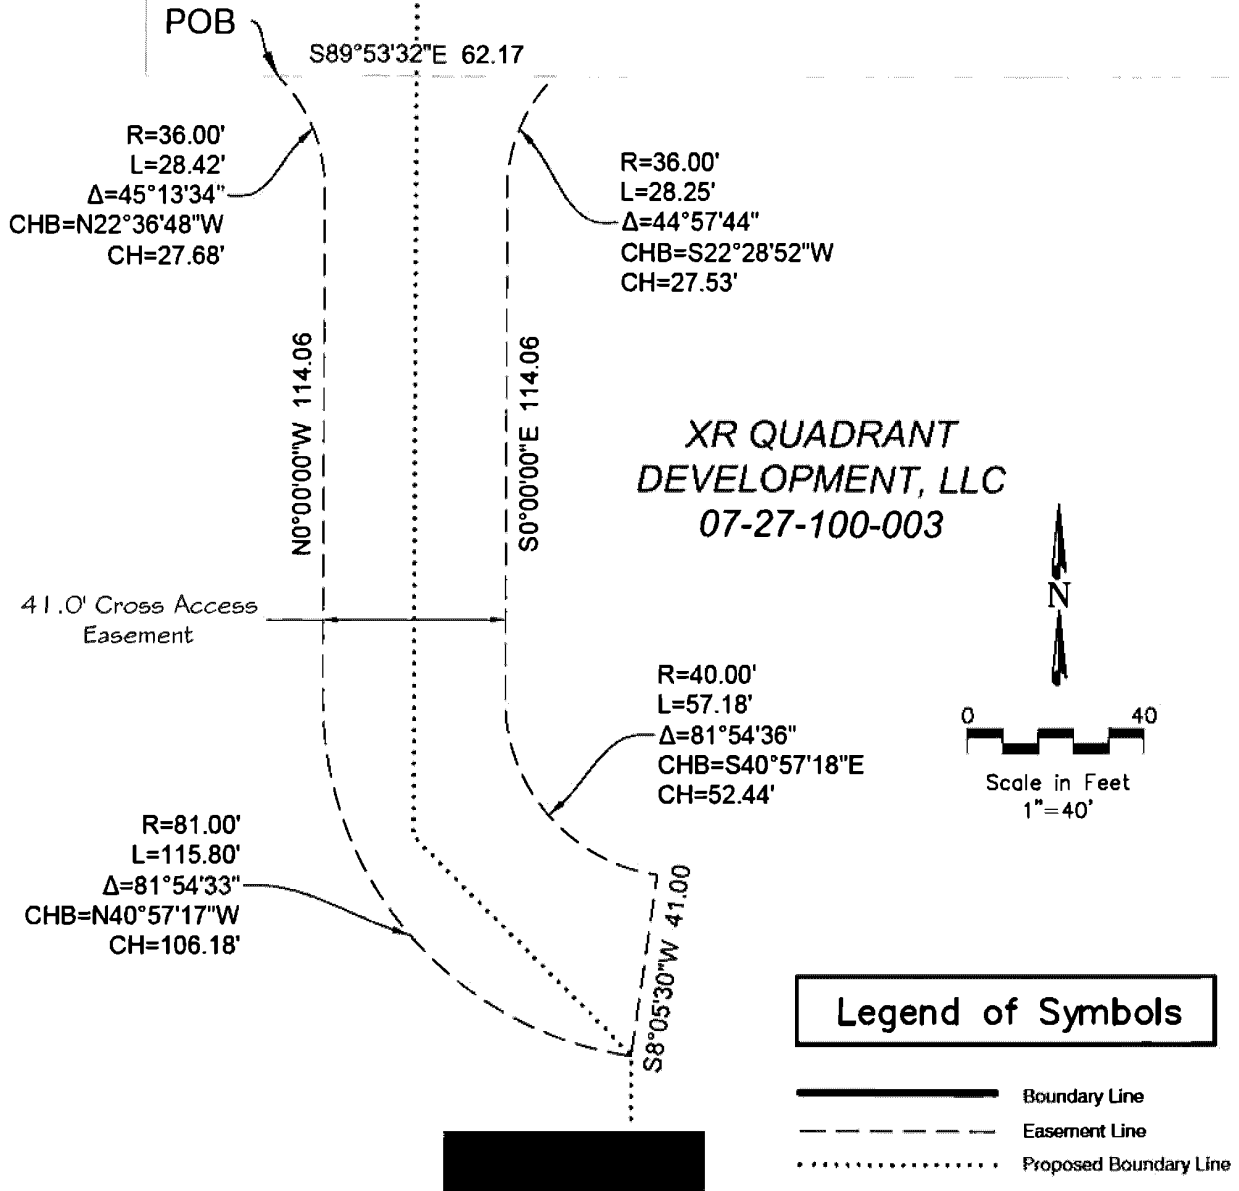 POB
S89°53'32"E 62.17
R=36.00'
L=28.42'
Δ=45°13'34"
CHB=N22°36'48"W
CH=27.68'
R=36.00'
L=28.25'
Δ=44°57'44"
CHB=S22°28'52"W
CH=27.53'
N0°00'00"W 114.06
S0°00'00"E 114.06
XR QUADRANT
DEVELOPMENT, LLC
07-27-100-003
N
41.0' Cross Access
Easement
R=40.00'
L=57.18'
Δ=81°54'36"
CHB=S40°57'18"E
CH=52.44'
0 40
Scale in Feet
1"=40'
R=81.00'
L=115.80'
Δ=81°54'33"
CHB=N40°57'17"W
CH=106.18'
S8°05'30"W 41.00
Legend of Symbols
Boundary Line
Easement Line
Proposed Boundary Line